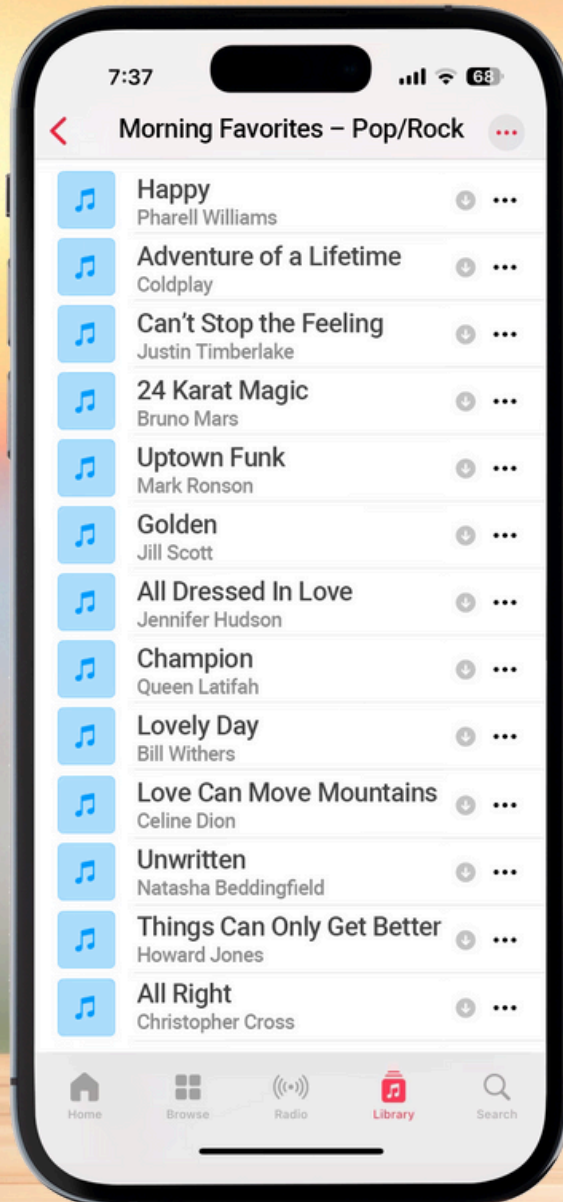 7:37
68
Morning Favorites – Pop/Rock
Happy
Pharell Williams
Adventure of a Lifetime
Coldplay
Can’t Stop the Feeling
Justin Timberlake
24 Karat Magic
Bruno Mars
Uptown Funk
Mark Ronson
Golden
Jill Scott
All Dressed In Love
Jennifer Hudson
Champion
Queen Latifah
Lovely Day
Bill Withers
Love Can Move Mountains
Celine Dion
Unwritten
Natasha Beddingfield
Things Can Only Get Better
Howard Jones
All Right
Christopher Cross
Home Browse Radio Library Search